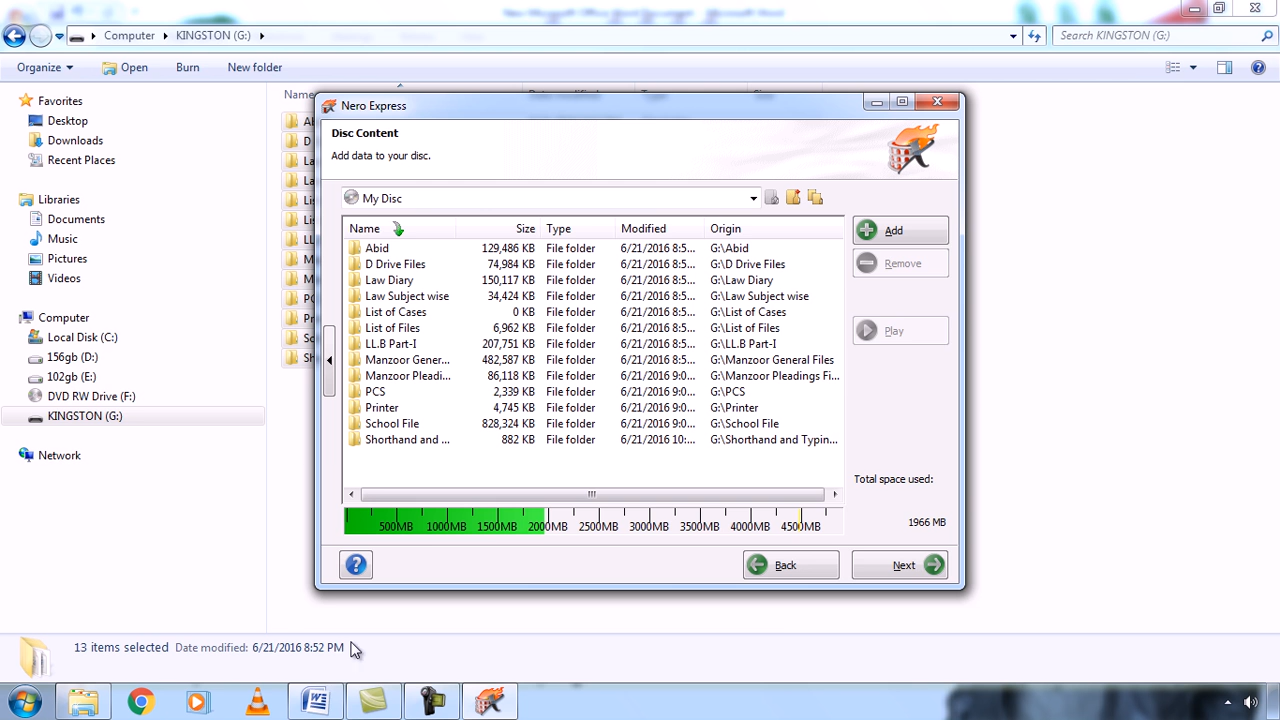 Computer KINGSTON (G:)
Search KINGSTON (G:)
Organize Open Burn New folder
Favorites
Desktop
Downloads
Recent Places
Libraries
Documents
Music
Pictures
Videos
Computer
Local Disk (C:)
156gb (D:)
102gb (E:)
DVD RW Drive (F:)
KINGSTON (G:)
Network
Nero Express
Disc Content
Add data to your disc.
My Disc
Name Size Type Modified Origin
Abid 129,486 KB File folder 6/21/2016 8:5... G:\Abid
D Drive Files 74,984 KB File folder 6/21/2016 8:5... G:\D Drive Files
Law Diary 150,117 KB File folder 6/21/2016 8:5... G:\Law Diary
Law Subject wise 34,424 KB File folder 6/21/2016 8:5... G:\Law Subject wise
List of Cases 0 KB File folder 6/21/2016 8:5... G:\List of Cases
List of Files 6,962 KB File folder 6/21/2016 8:5... G:\List of Files
LL.B Part-I 207,751 KB File folder 6/21/2016 8:5... G:\LL.B Part-I
Manzoor Gener... 482,587 KB File folder 6/21/2016 8:5... G:\Manzoor General Files
Manzoor Pleadi... 86,118 KB File folder 6/21/2016 9:0... G:\Manzoor Pleadings Fi...
PCS 2,339 KB File folder 6/21/2016 9:0... G:\PCS
Printer 4,745 KB File folder 6/21/2016 9:0... G:\Printer
School File 828,324 KB File folder 6/21/2016 9:0... G:\School File
Shorthand and ... 882 KB File folder 6/21/2016 10:... G:\Shorthand and Typin...
Add
Remove
Play
Total space used:
1966 MB
500MB 1000MB 1500MB 2000MB 2500MB 3000MB 3500MB 4000MB 4500MB
Back Next
13 items selected Date modified: 6/21/2016 8:52 PM